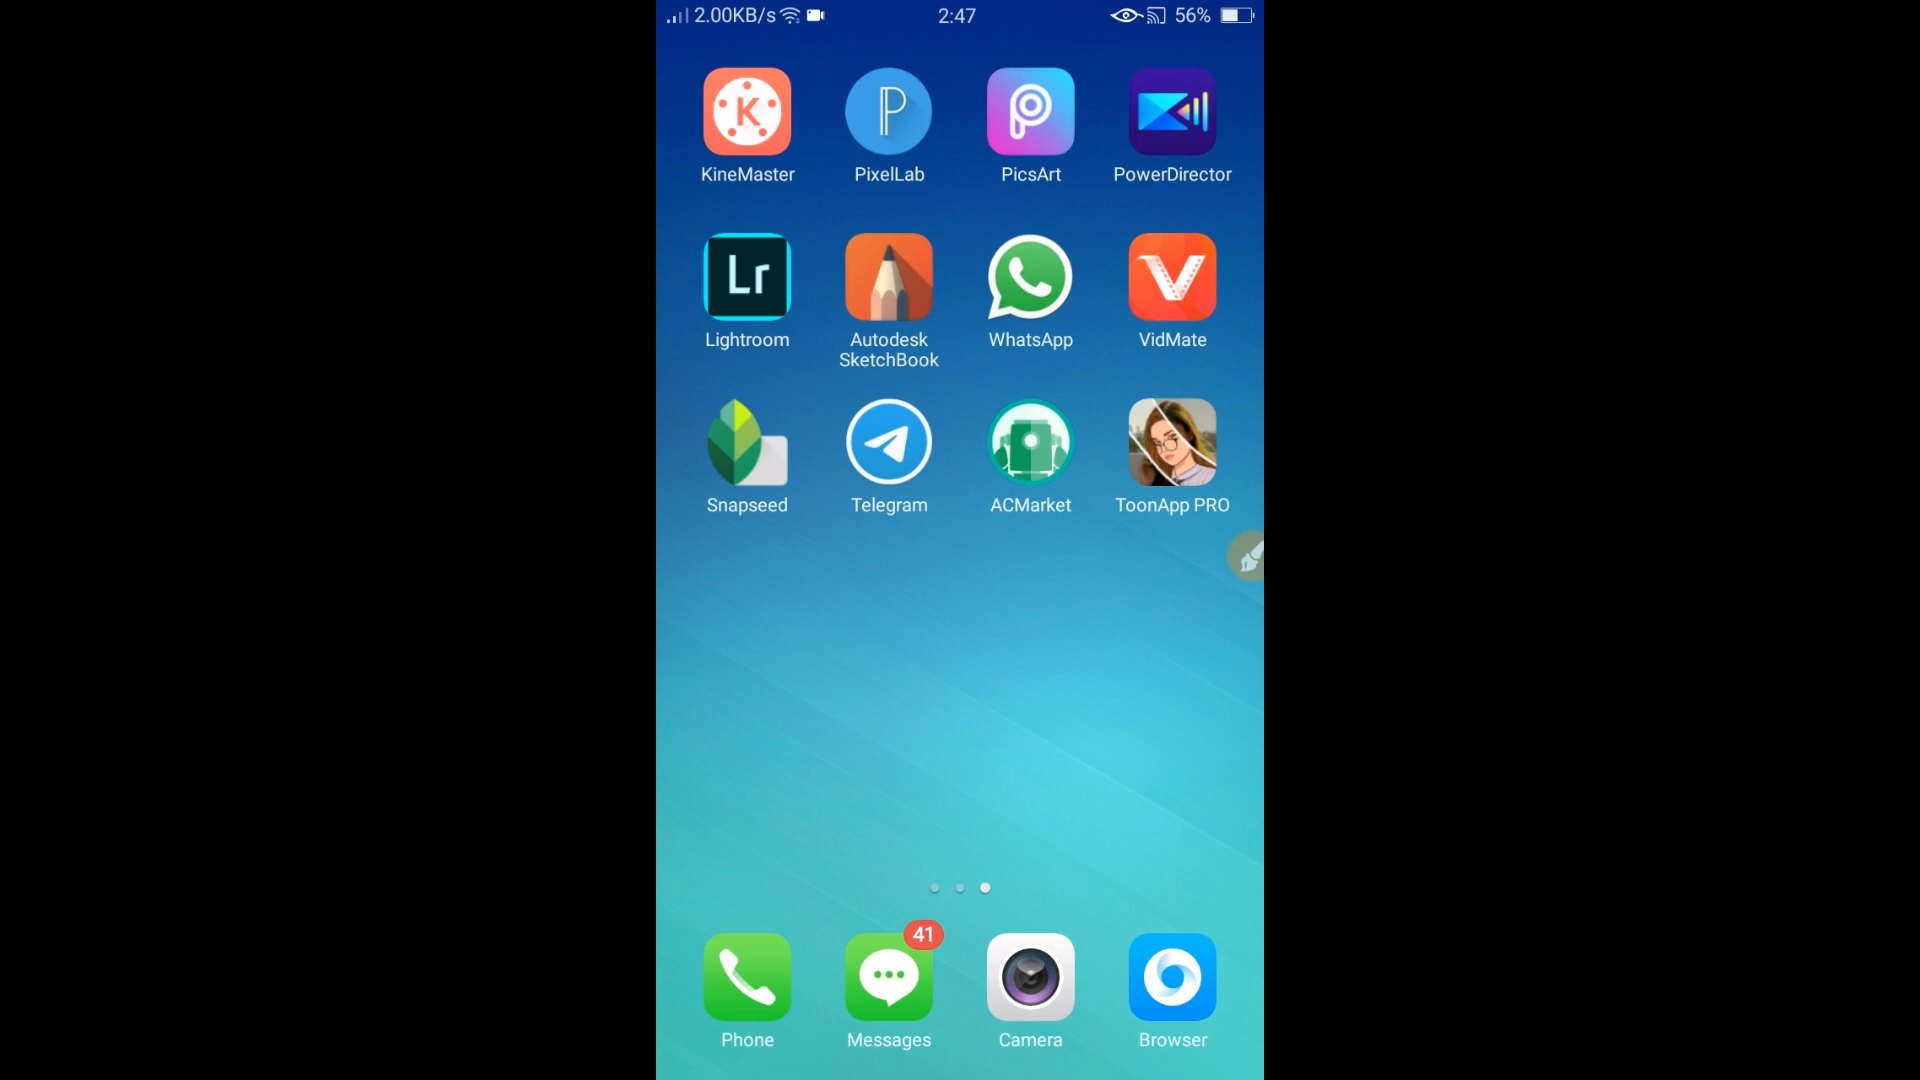 2.00KB/s 2:47 56%
K P P
KineMaster PixelLab PicsArt PowerDirector
Lr
Lightroom Autodesk SketchBook WhatsApp VidMate
Snapseed Telegram ACMarket ToonApp PRO
41
Phone Messages Camera Browser